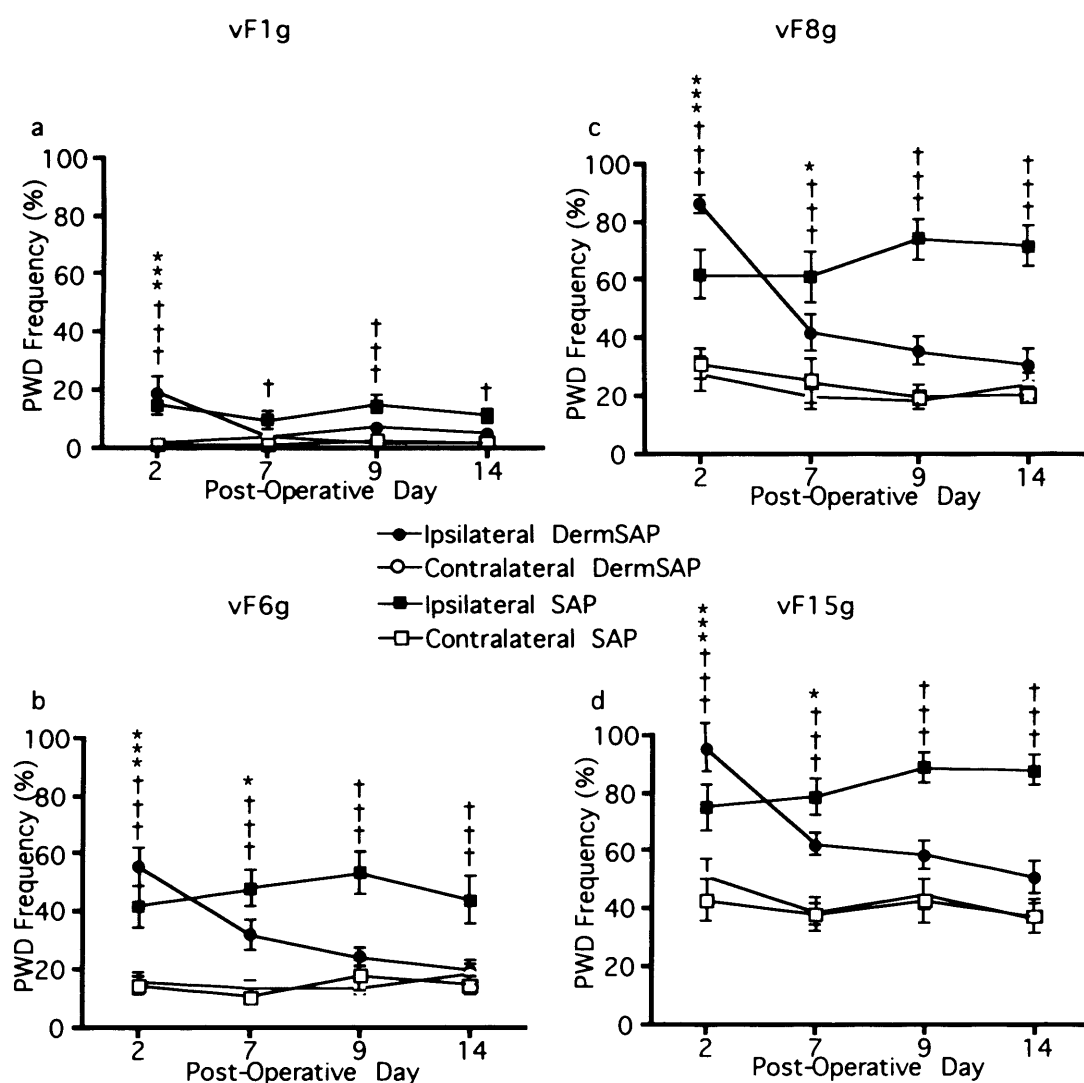 vF1g
a
PWD Frequency (%)
100
80
60
40
20
0
***†††
†
†††
†
2 7 9 14
Post-Operative Day
vF8g
c
PWD Frequency (%)
100
80
60
40
20
0
***†††
*†††
†††
†††
2 7 9 14
Post-Operative Day
Ipsilateral DermSAP
Contralateral DermSAP
Ipsilateral SAP
Contralateral SAP
vF6g
b
PWD Frequency (%)
100
80
60
40
20
0
***†††
*†††
†††
†††
2 7 9 14
Post-Operative Day
vF15g
d
PWD Frequency (%)
100
80
60
40
20
0
***†††
*†††
†††
†††
2 7 9 14
Post-Operative Day